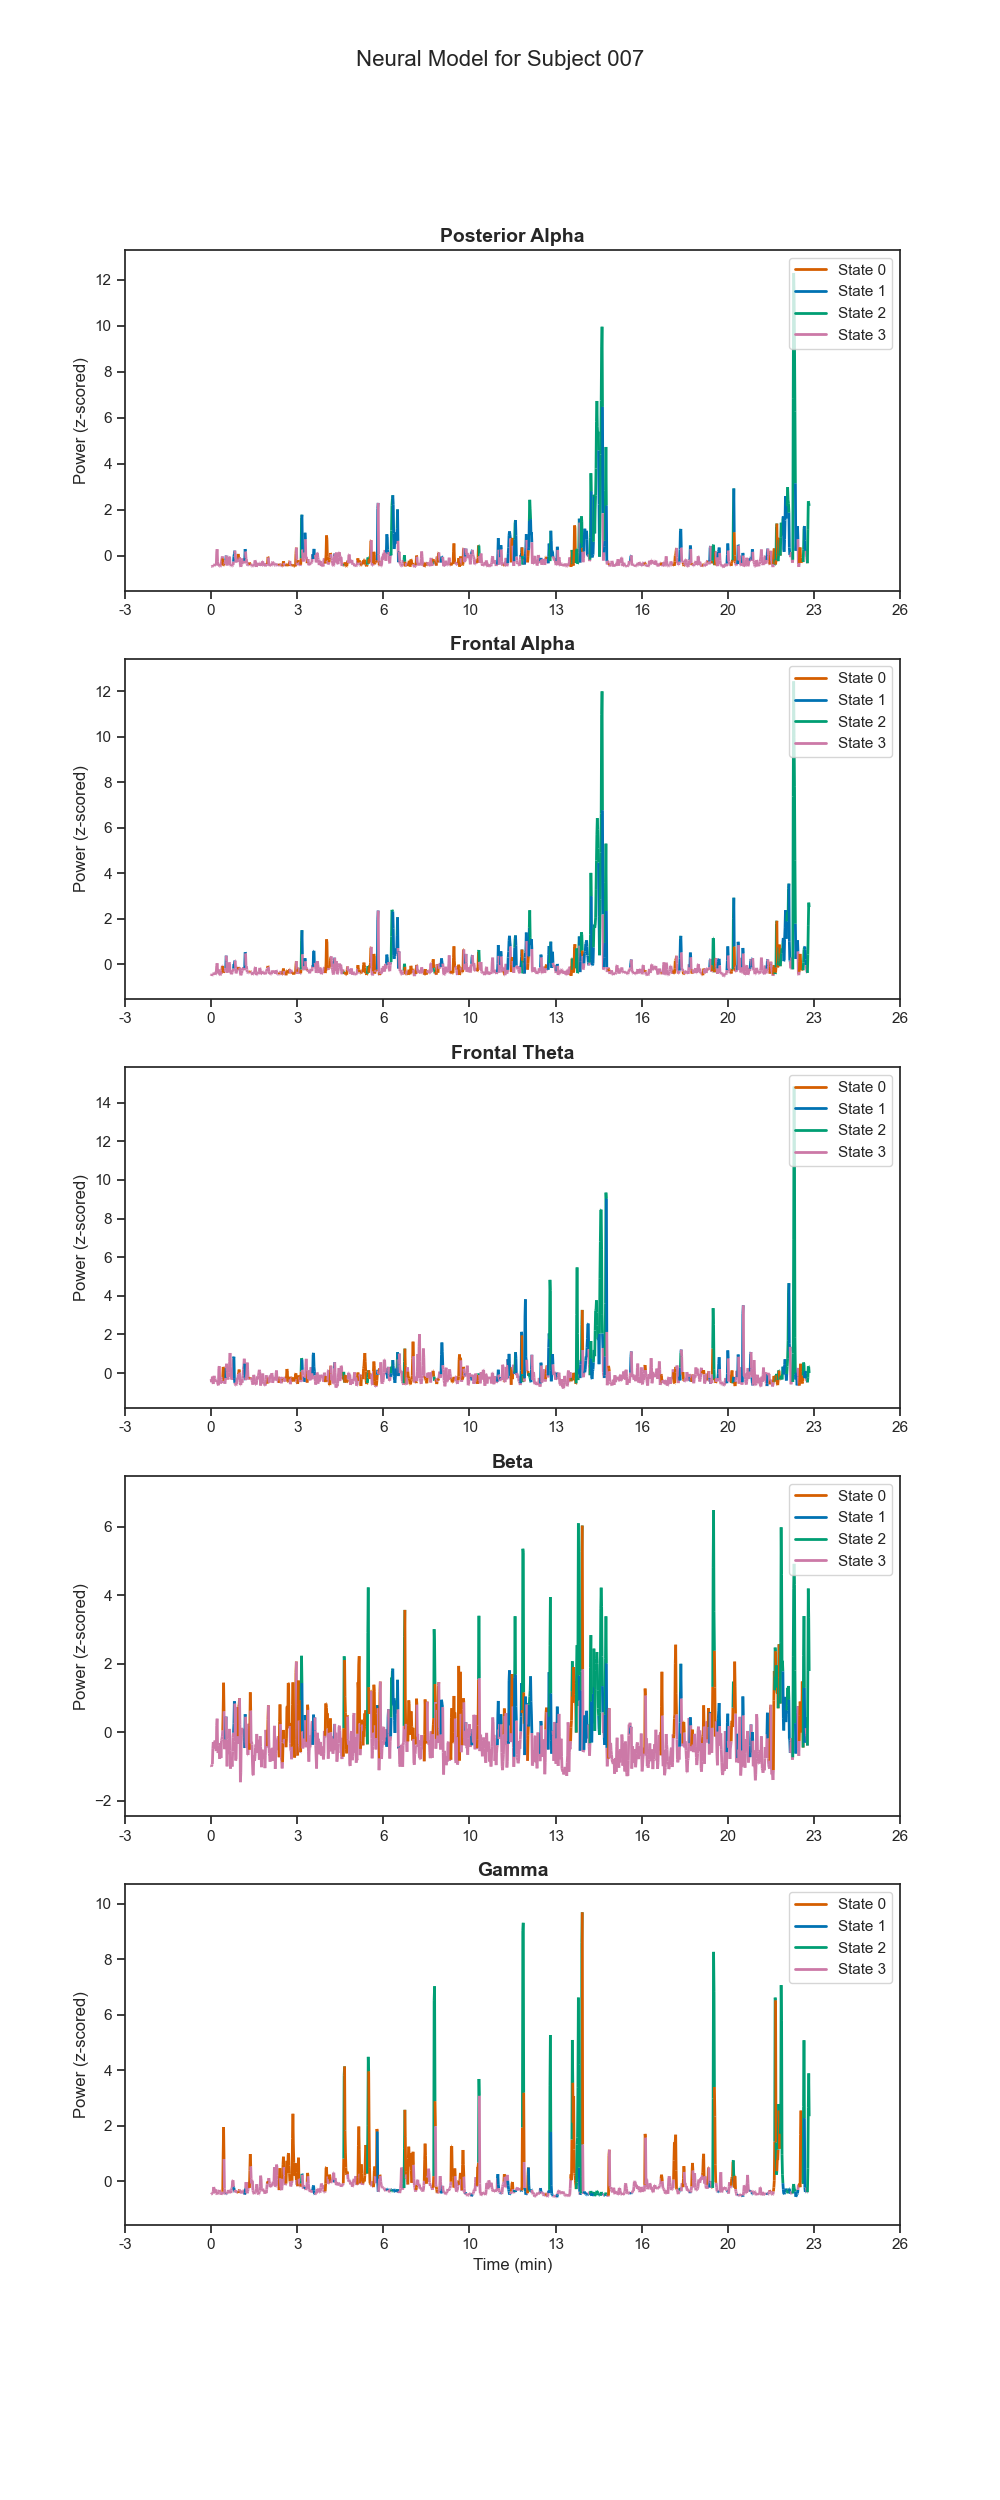 Neural Model for Subject 007
Posterior Alpha
Power (z-scored)
12
10
8
6
4
2
0
State 0
State 1
State 2
State 3
-3 0 3 6 10 13 16 20 23 26
Frontal Alpha
Power (z-scored)
12
10
8
6
4
2
0
State 0
State 1
State 2
State 3
-3 0 3 6 10 13 16 20 23 26
Frontal Theta
Power (z-scored)
14
12
10
8
6
4
2
0
State 0
State 1
State 2
State 3
-3 0 3 6 10 13 16 20 23 26
Beta
Power (z-scored)
6
4
2
0
−2
State 0
State 1
State 2
State 3
-3 0 3 6 10 13 16 20 23 26
Gamma
Power (z-scored)
10
8
6
4
2
0
State 0
State 1
State 2
State 3
-3 0 3 6 10 13 16 20 23 26
Time (min)